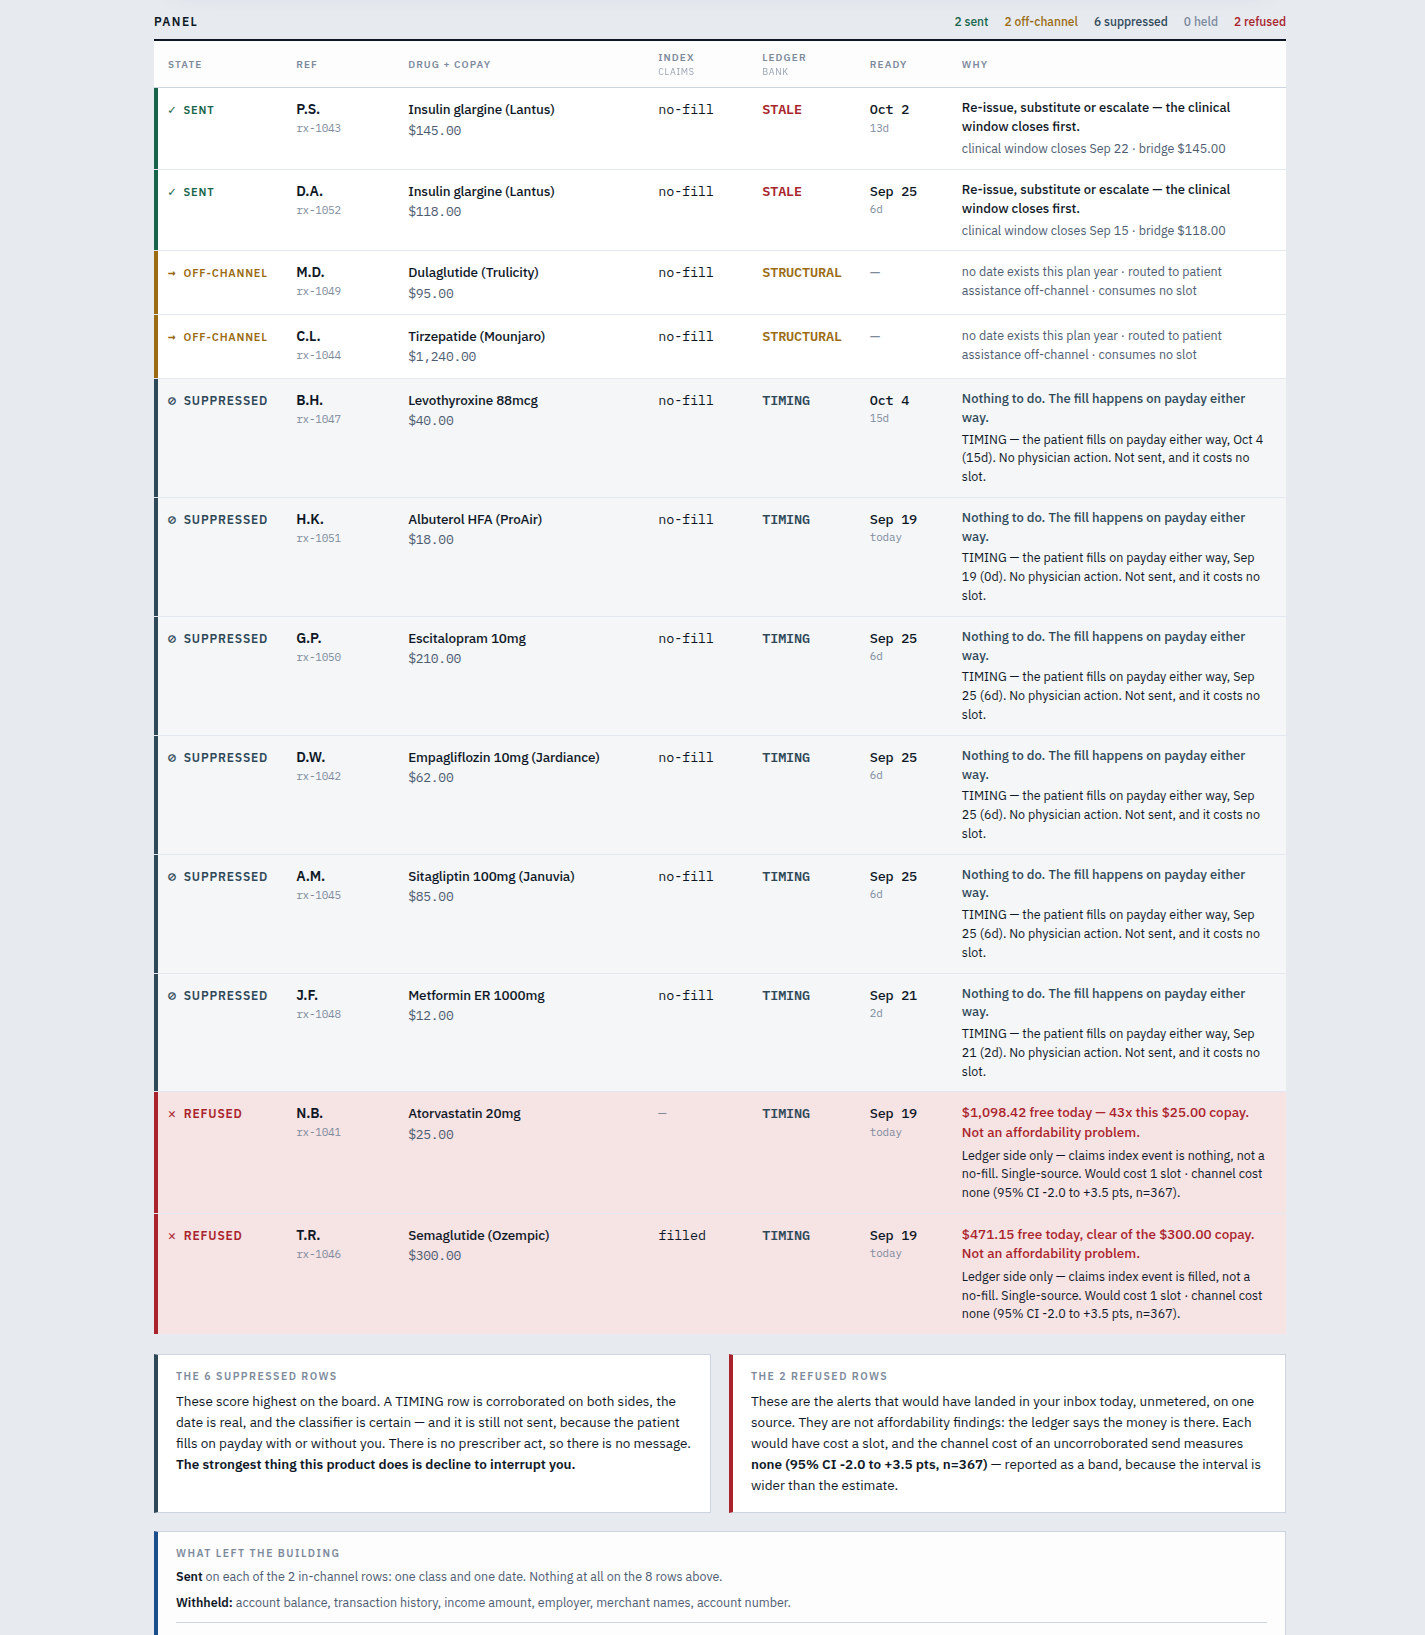 PANEL
2 sent 2 off-channel 6 suppressed 0 held 2 refused
STATE REF DRUG + COPAY INDEX CLAIMS LEDGER BANK READY WHY
✓ SENT P.S. Insulin glargine (Lantus) no-fill STALE Oct 2 Re-issue, substitute or escalate — the clinical
rx-1043 $145.00 13d window closes first.
clinical window closes Sep 22 · bridge $145.00
✓ SENT D.A. Insulin glargine (Lantus) no-fill STALE Sep 25 Re-issue, substitute or escalate — the clinical
rx-1052 $118.00 6d window closes first.
clinical window closes Sep 15 · bridge $118.00
→ OFF-CHANNEL M.D. Dulaglutide (Trulicity) no-fill STRUCTURAL — no date exists this plan year · routed to patient
rx-1049 $95.00 assistance off-channel · consumes no slot
→ OFF-CHANNEL C.L. Tirzepatide (Mounjaro) no-fill STRUCTURAL — no date exists this plan year · routed to patient
rx-1044 $1,240.00 assistance off-channel · consumes no slot
⊘ SUPPRESSED B.H. Levothyroxine 88mcg no-fill TIMING Oct 4 Nothing to do. The fill happens on payday either
rx-1047 $40.00 15d way.
TIMING — the patient fills on payday either way, Oct 4
(15d). No physician action. Not sent, and it costs no
slot.
⊘ SUPPRESSED H.K. Albuterol HFA (ProAir) no-fill TIMING Sep 19 Nothing to do. The fill happens on payday either
rx-1051 $18.00 today way.
TIMING — the patient fills on payday either way, Sep
19 (0d). No physician action. Not sent, and it costs no
slot.
⊘ SUPPRESSED G.P. Escitalopram 10mg no-fill TIMING Sep 25 Nothing to do. The fill happens on payday either
rx-1050 $210.00 6d way.
TIMING — the patient fills on payday either way, Sep
25 (6d). No physician action. Not sent, and it costs no
slot.
⊘ SUPPRESSED D.W. Empagliflozin 10mg (Jardiance) no-fill TIMING Sep 25 Nothing to do. The fill happens on payday either
rx-1042 $62.00 6d way.
TIMING — the patient fills on payday either way, Sep
25 (6d). No physician action. Not sent, and it costs no
slot.
⊘ SUPPRESSED A.M. Sitagliptin 100mg (Januvia) no-fill TIMING Sep 25 Nothing to do. The fill happens on payday either
rx-1045 $85.00 6d way.
TIMING — the patient fills on payday either way, Sep
25 (6d). No physician action. Not sent, and it costs no
slot.
⊘ SUPPRESSED J.F. Metformin ER 1000mg no-fill TIMING Sep 21 Nothing to do. The fill happens on payday either
rx-1048 $12.00 2d way.
TIMING — the patient fills on payday either way, Sep
21 (2d). No physician action. Not sent, and it costs no
slot.
✕ REFUSED N.B. Atorvastatin 20mg — TIMING Sep 19 $1,098.42 free today — 43x this $25.00 copay.
rx-1041 $25.00 today Not an affordability problem.
Ledger side only — claims index event is nothing, not a
no-fill. Single-source. Would cost 1 slot · channel cost
none (95% CI -2.0 to +3.5 pts, n=367).
✕ REFUSED T.R. Semaglutide (Ozempic) filled TIMING Sep 19 $471.15 free today, clear of the $300.00 copay.
rx-1046 $300.00 today Not an affordability problem.
Ledger side only — claims index event is filled, not a
no-fill. Single-source. Would cost 1 slot · channel cost
none (95% CI -2.0 to +3.5 pts, n=367).
THE 6 SUPPRESSED ROWS
These score highest on the board. A TIMING row is corroborated on both sides, the
date is real, and the classifier is certain — and it is still not sent, because the patient
fills on payday with or without you. There is no prescriber act, so there is no message.
The strongest thing this product does is decline to interrupt you.
THE 2 REFUSED ROWS
These are the alerts that would have landed in your inbox today, unmetered, on one
source. They are not affordability findings: the ledger says the money is there. Each
would have cost a slot, and the channel cost of an uncorroborated send measures
none (95% CI -2.0 to +3.5 pts, n=367) — reported as a band, because the interval is
wider than the estimate.
WHAT LEFT THE BUILDING
Sent on each of the 2 in-channel rows: one class and one date. Nothing at all on the 8 rows above.
Withheld: account balance, transaction history, income amount, employer, merchant names, account number.